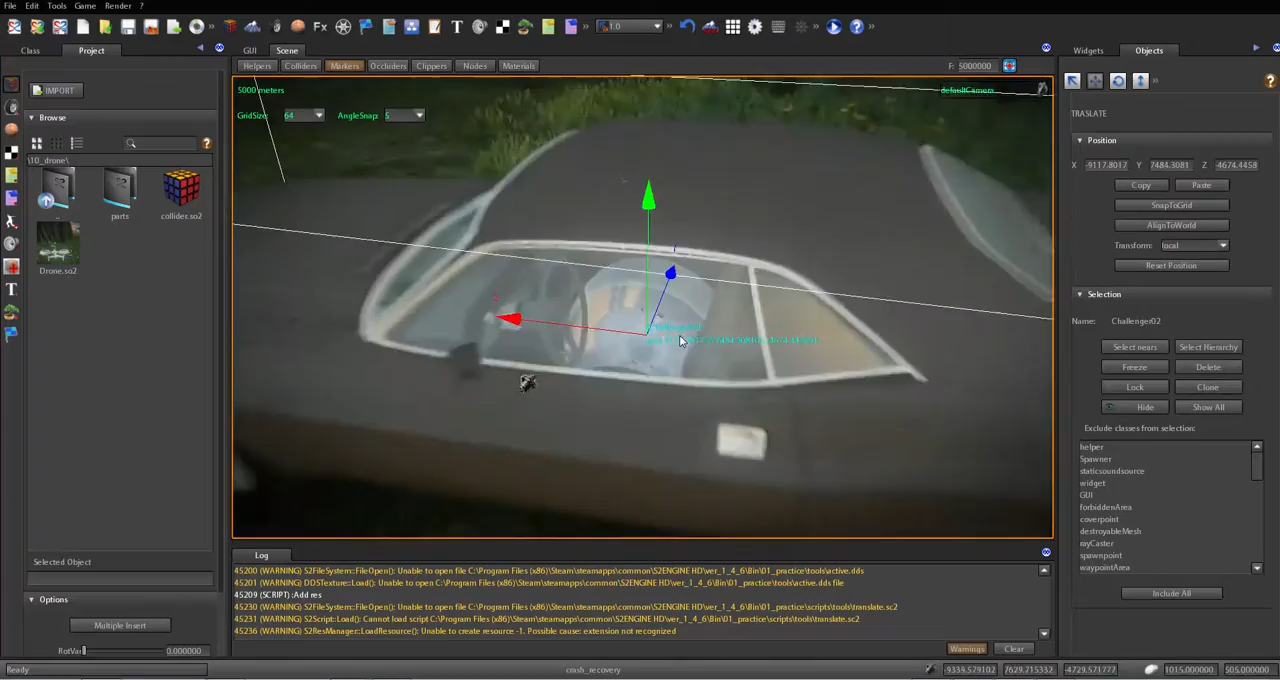 File Edit Tools Game Render ?
Fx T 1.0
Class Project GUI Scene Widgets Objects
Helpers Colliders Markers Occluders Clippers Nodes Materials F: 5000000
IMPORT
5000 meters defaultCamera
GridSize: 64 AngleSnap: 5
Browse
\10_drone\
.. parts collider.so2
Drone.so2
TRANSLATE
Position
X -9117.8017 Y 7484.3081 Z -4674.4458
Copy Paste
SnapToGrid
AlignToWorld
Transform: local
Reset Position
Selection
Name: Challenger02
Select nears Select Hierarchy
Freeze Delete
Lock Clone
Hide Show All
Exclude classes from selection:
helper
Spawner
staticsoundsource
widget
GUI
forbiddenArea
coverpoint
destroyableMesh
rayCaster
spawnpoint
waypointArea
Include All
Selected Object
Options
Multiple Insert
RotVar 0.000000
Log
45200 (WARNING) S2FileSystem::FileOpen(): Unable to open file C:\Program Files (x86)\Steam\steamapps\common\S2ENGINE HD\ver_1_4_6\Bin\01_practice\tools\active.dds
45201 (WARNING) DDSTexture::Load(): Unable to open C:\Program Files (x86)\Steam\steamapps\common\S2ENGINE HD\ver_1_4_6\Bin\01_practice\tools\active.dds file
45209 (SCRIPT) :Add res
45230 (WARNING) S2FileSystem::FileOpen(): Unable to open file C:\Program Files (x86)\Steam\steamapps\common\S2ENGINE HD\ver_1_4_6\Bin\01_practice\scripts\tools\translate.sc2
45231 (WARNING) S2Script::Load(): Cannot load script C:\Program Files (x86)\Steam\steamapps\common\S2ENGINE HD\ver_1_4_6\Bin\01_practice\scripts\tools\translate.sc2
45236 (WARNING) S2ResManager::LoadResource(): Unable to create resource -1. Possible cause: extension not recognized
Warnings Clear
Ready crash_recovery -9339.579102 7629.715332 -4729.571777 1015.000000 505.000000